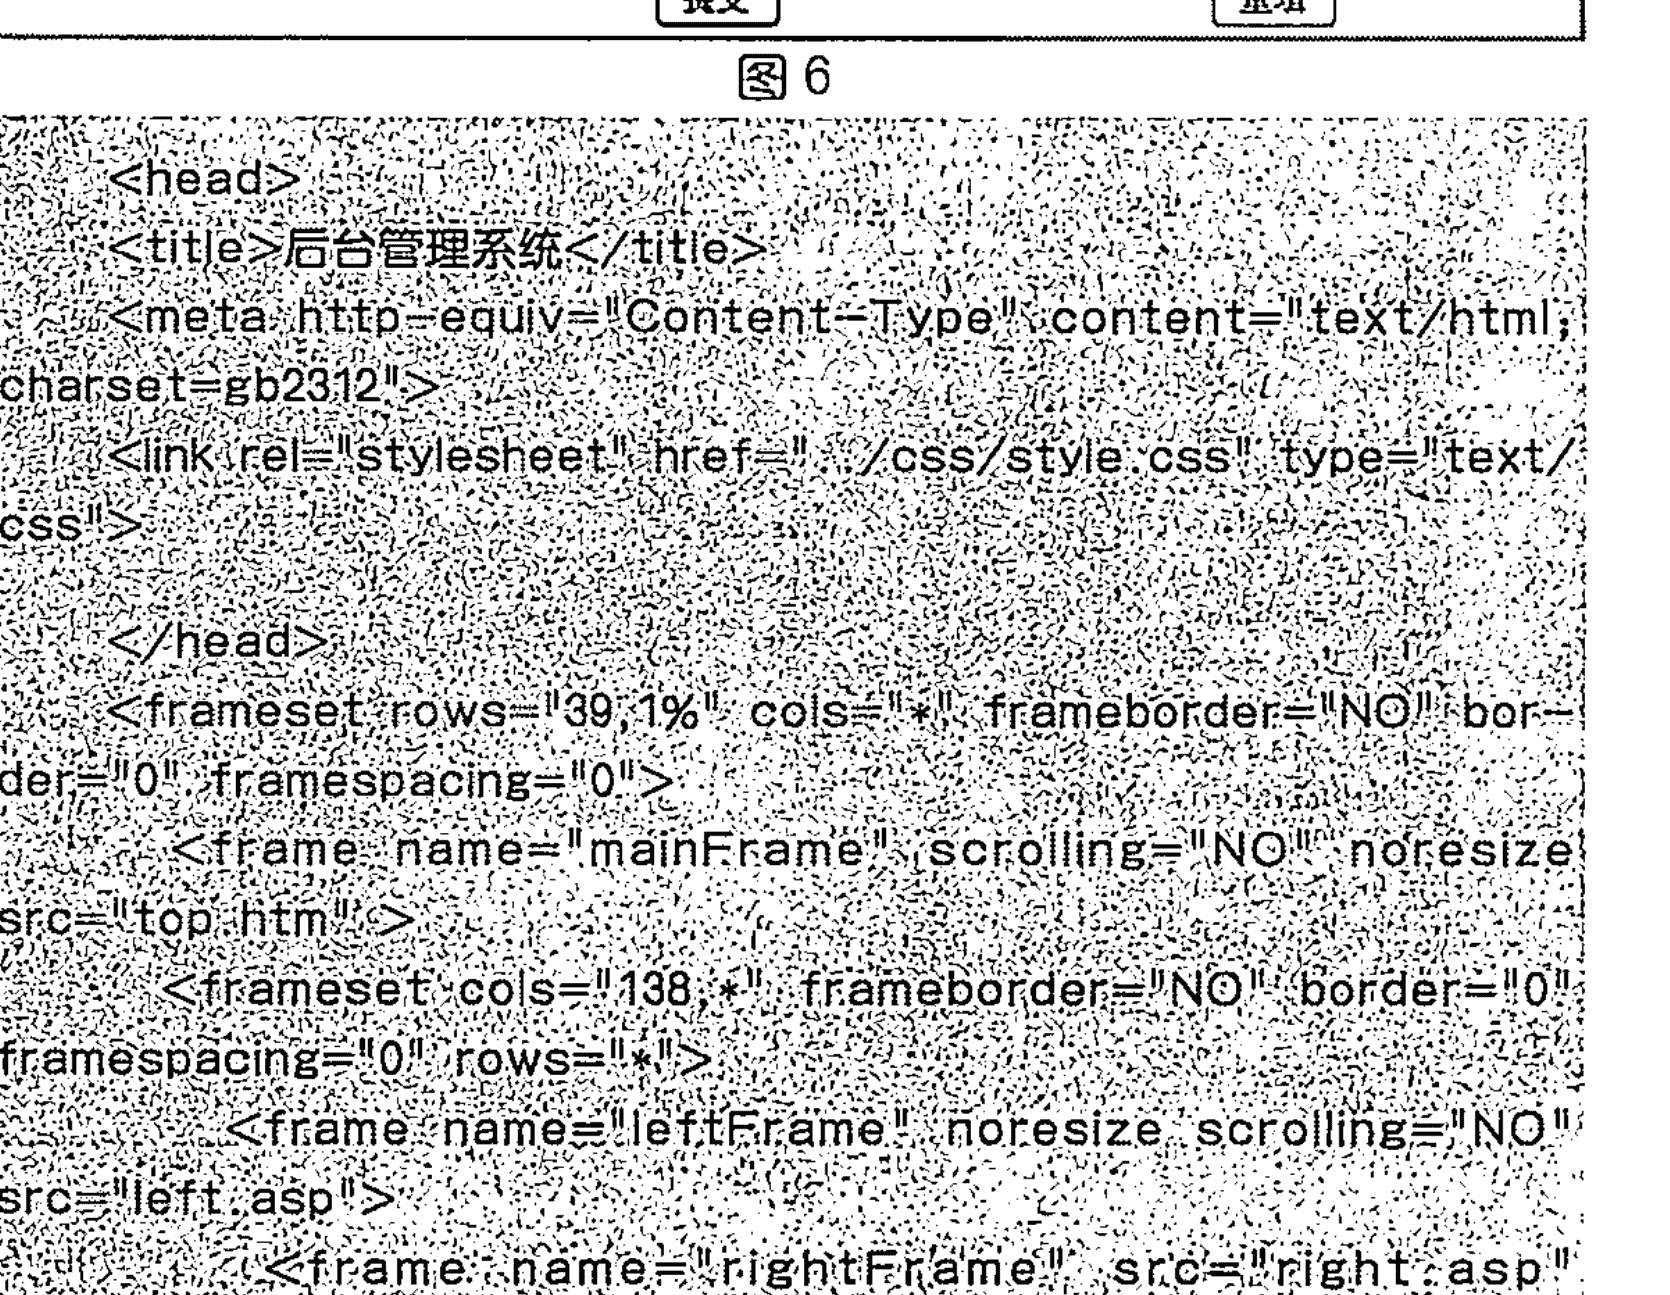 提交 重填
图 6
<head>
<title>后台管理系统</title>
<meta http-equiv="Content-Type" content="text/html;
charset=gb2312">
<link rel="stylesheet" href="../css/style.css" type="text/
css">
</head>
<frameset rows="39,1%" cols="*" frameborder="NO" bor-
der="0" framespacing="0">
<frame name="mainFrame" scrolling="NO" noresize
src="top.htm" >
<frameset cols="138,*" frameborder="NO" border="0"
framespacing="0" rows="*">
<frame name="leftFrame" noresize scrolling="NO"
src="left.asp">
<frame name="rightFrame" src="right.asp"